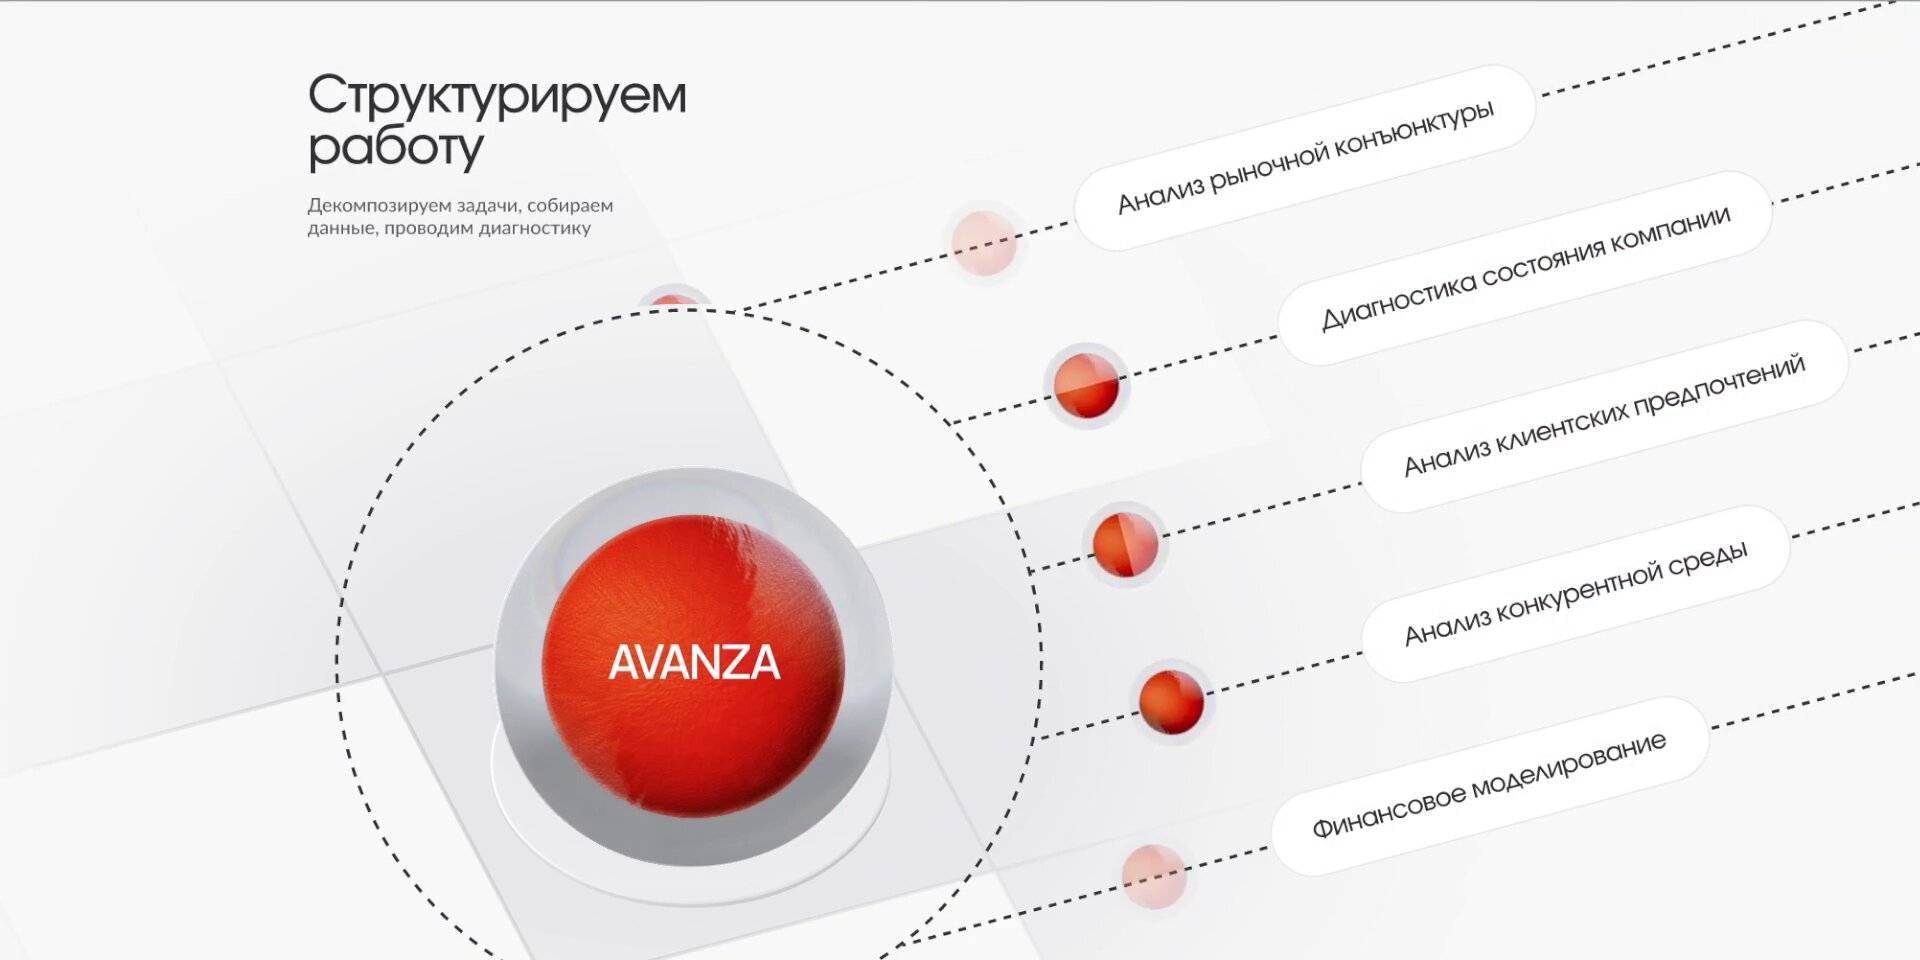 Структурируем
работу
Декомпозируем задачи, собираем
данные, проводим диагностику
Анализ рыночной конъюнктуры
Диагностика состояния компании
Анализ клиентских предпочтений
Анализ конкурентной среды
Финансовое моделирование
AVANZA